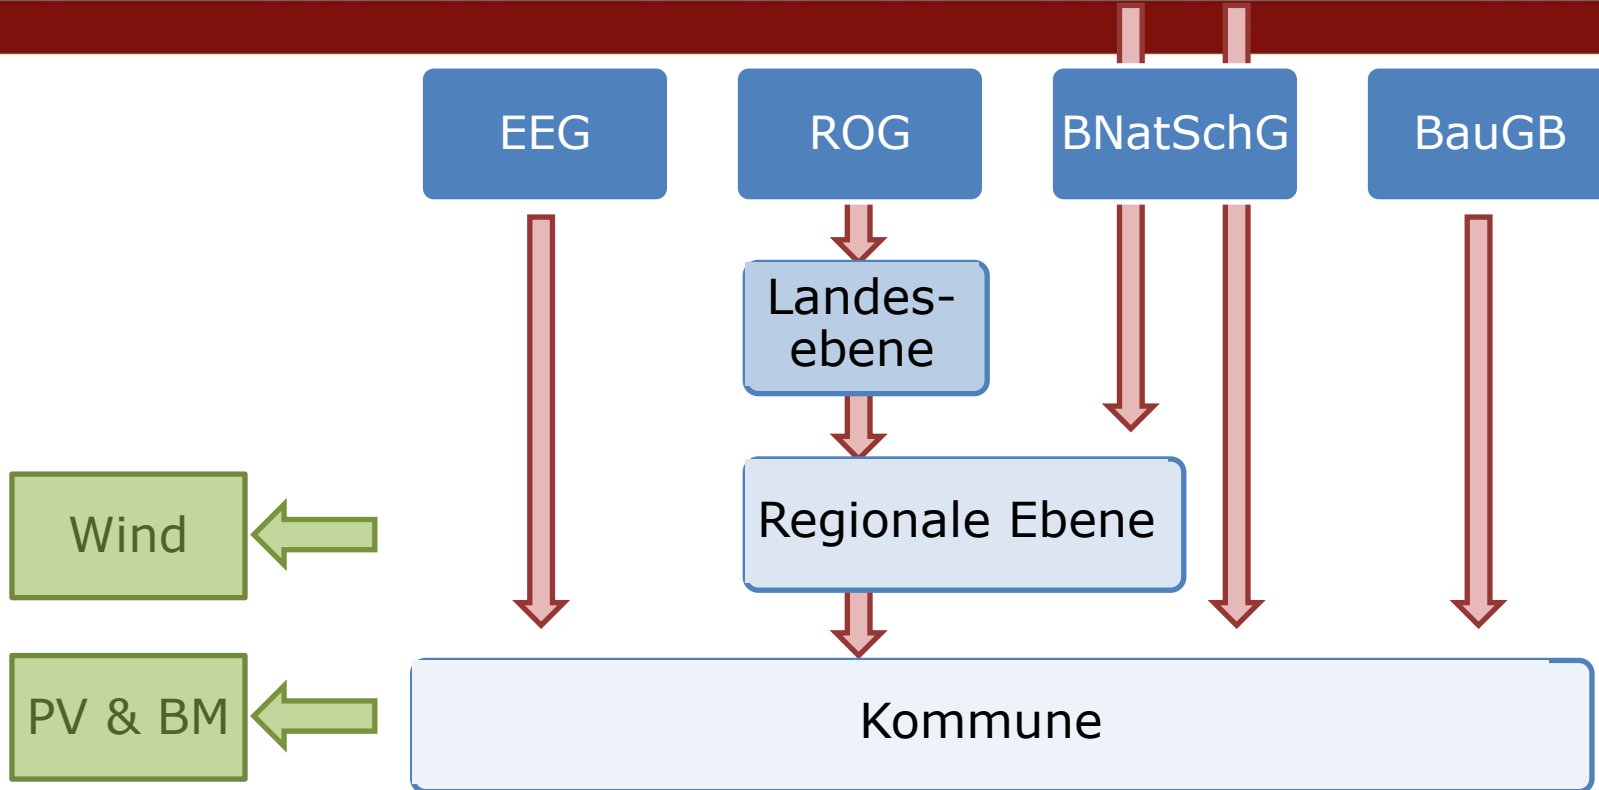 EEG
ROG
BNatSchG
BauGB
Landes-
ebene
Regionale Ebene
Wind
PV & BM
Kommune